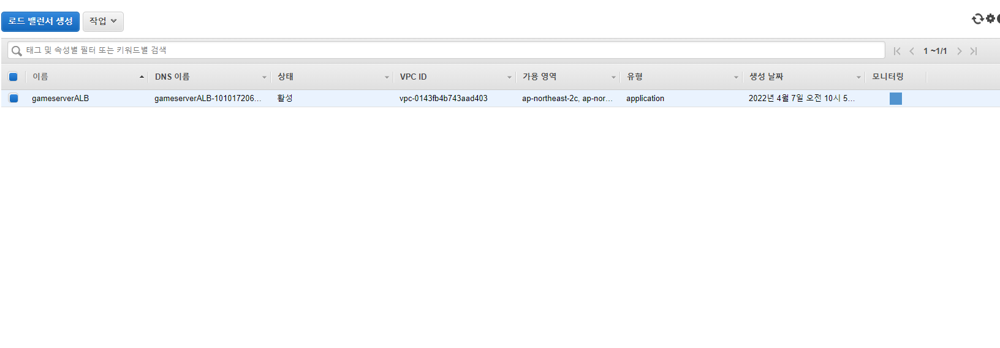 로드 밸런서 생성 작업
태그 및 속성별 필터 또는 키워드별 검색 1 ~1/1
이름 DNS 이름 상태 VPC ID 가용 영역 유형 생성 날짜 모니터링
gameserverALB gameserverALB-101017206... 활성 vpc-0143fb4b743aad403 ap-northeast-2c, ap-nor... application 2022년 4월 7일 오전 10시 5...